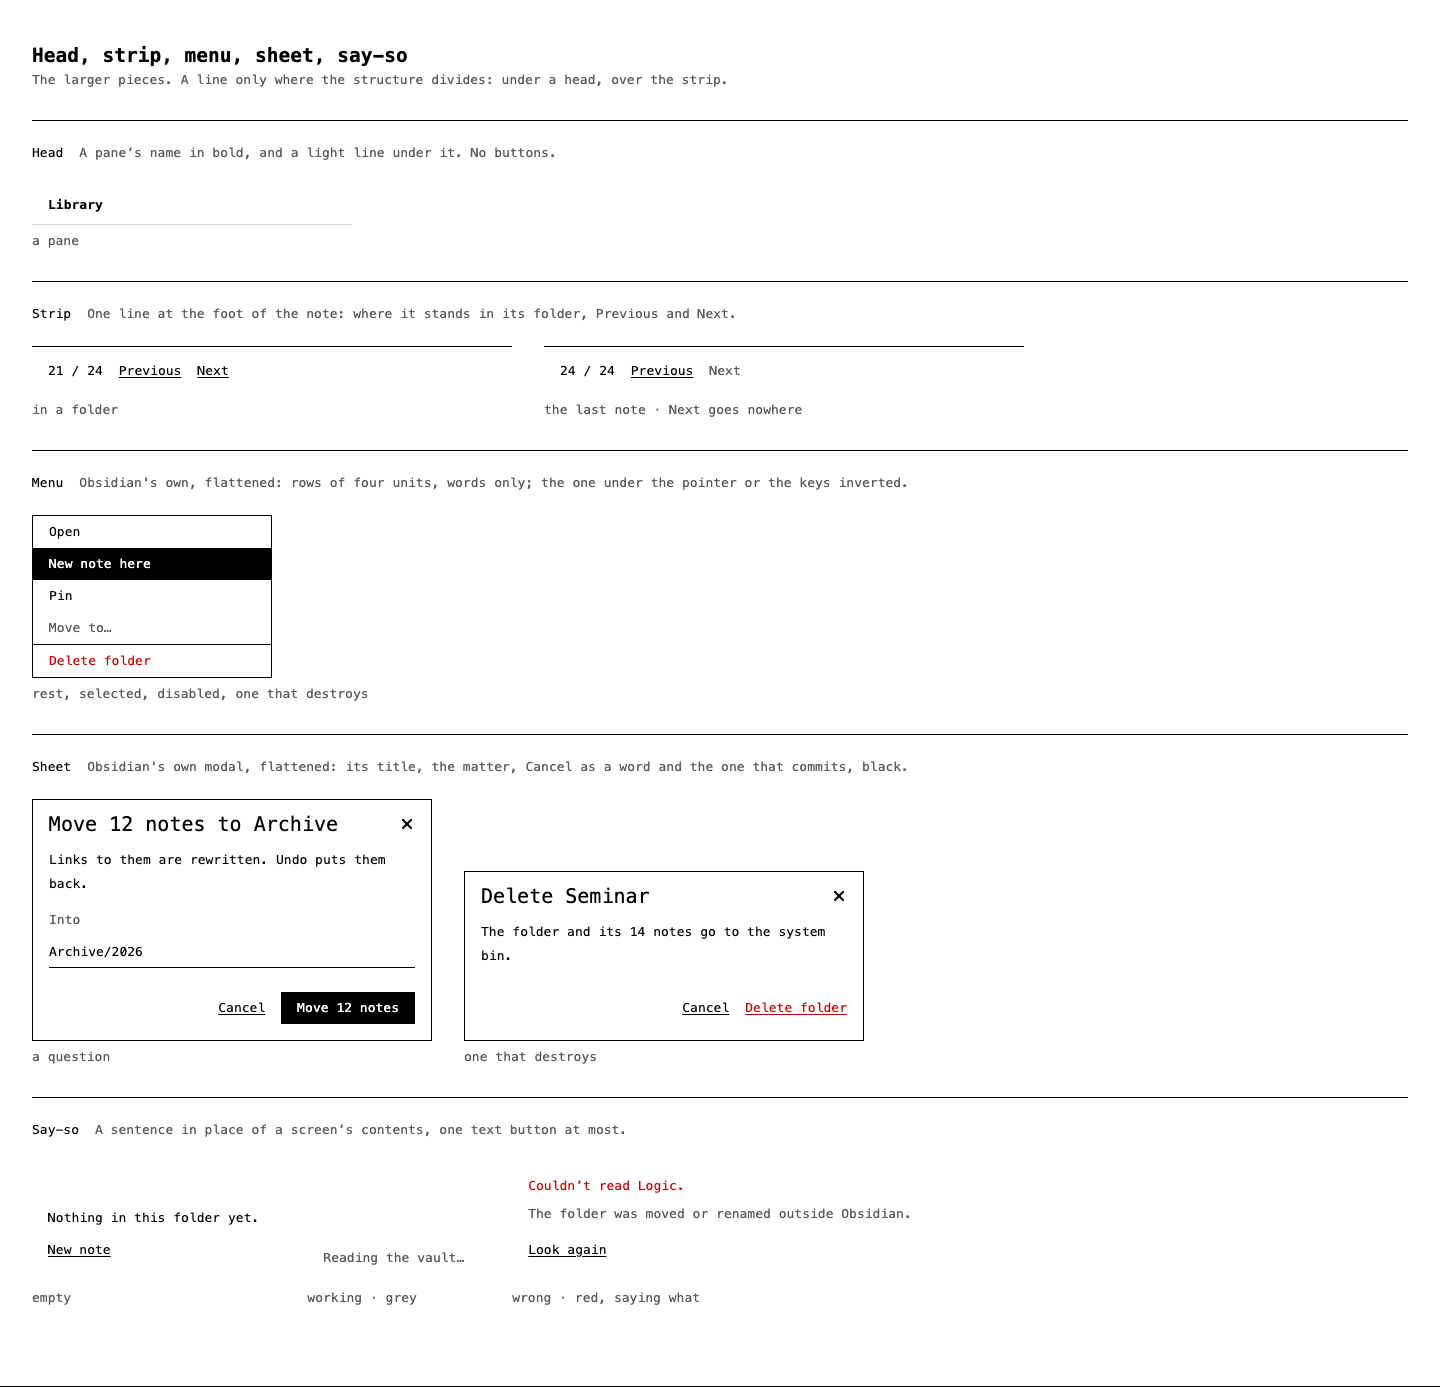 Head, strip, menu, sheet, say-so
The larger pieces. A line only where the structure divides: under a head, over the strip.
Head A pane’s name in bold, and a light line under it. No buttons.
Library
a pane
Strip One line at the foot of the note: where it stands in its folder, Previous and Next.
21 / 24 Previous Next
24 / 24 Previous Next
in a folder
the last note · Next goes nowhere
Menu Obsidian's own, flattened: rows of four units, words only; the one under the pointer or the keys inverted.
Open
New note here
Pin
Move to…
Delete folder
rest, selected, disabled, one that destroys
Sheet Obsidian's own modal, flattened: its title, the matter, Cancel as a word and the one that commits, black.
Move 12 notes to Archive
Links to them are rewritten. Undo puts them
back.
Into
Archive/2026
Cancel Move 12 notes
a question
Delete Seminar
The folder and its 14 notes go to the system
bin.
Cancel Delete folder
one that destroys
Say-so A sentence in place of a screen’s contents, one text button at most.
Nothing in this folder yet.
New note
empty
Reading the vault…
working · grey
Couldn’t read Logic.
The folder was moved or renamed outside Obsidian.
Look again
wrong · red, saying what